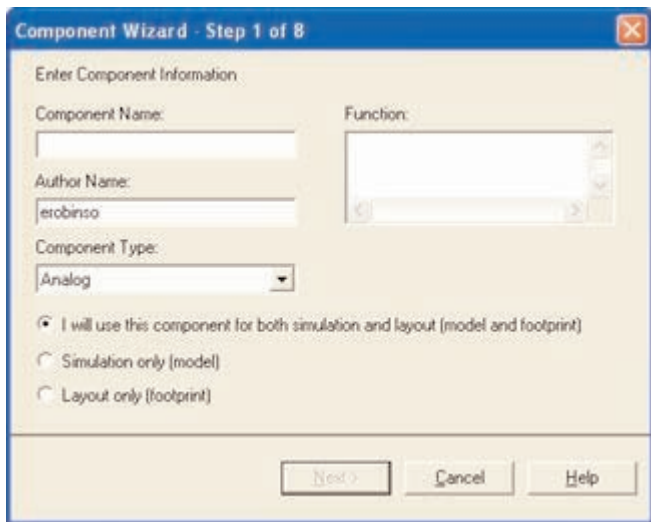 Component Wizard - Step 1 of 8
Enter Component Information
Component Name:
Function:
Author Name:
erobinso
Component Type:
Analog
I will use this component for both simulation and layout (model and footprint)
Simulation only (model)
Layout only (footprint)
Next >
Cancel
Help